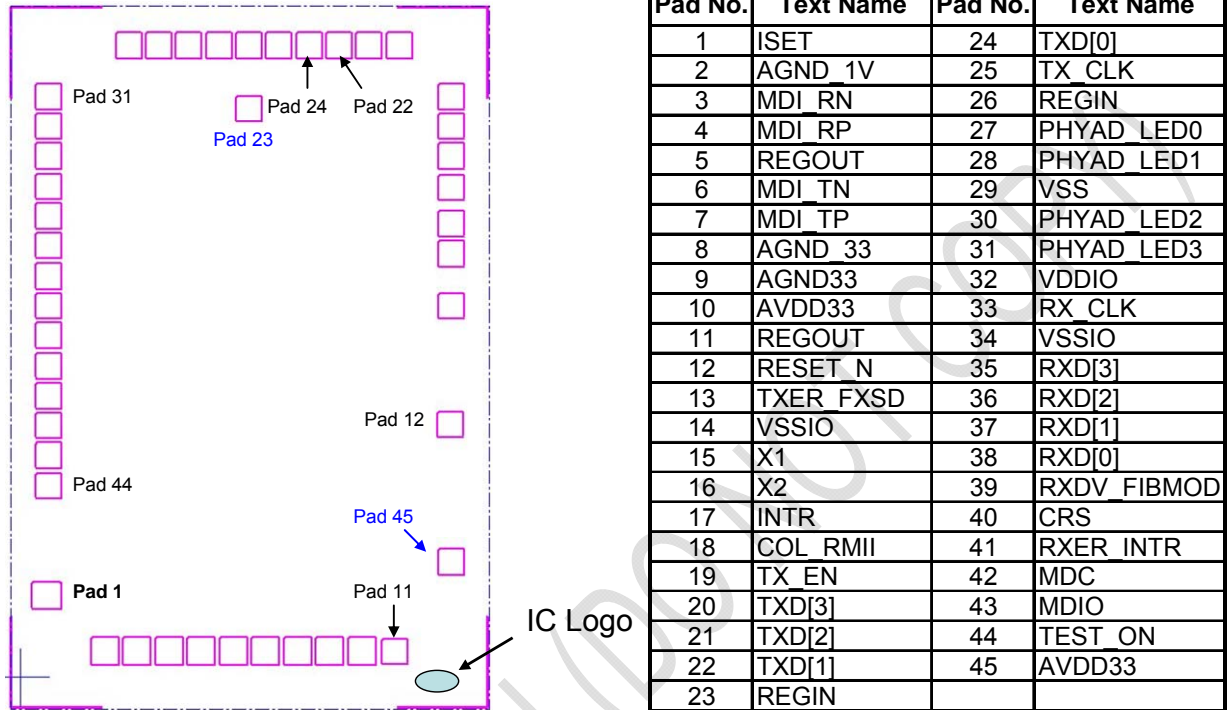 Pad 31
Pad 24
Pad 22
Pad 23
Pad 12
Pad 44
Pad 45
Pad 1
Pad 11
IC Logo
Pad No. Text Name Pad No. Text Name
1 ISET 24 TXD[0]
2 AGND_1V 25 TX_CLK
3 MDI_RN 26 REGIN
4 MDI_RP 27 PHYAD_LED0
5 REGOUT 28 PHYAD_LED1
6 MDI_TN 29 VSS
7 MDI_TP 30 PHYAD_LED2
8 AGND_33 31 PHYAD_LED3
9 AGND33 32 VDDIO
10 AVDD33 33 RX_CLK
11 REGOUT 34 VSSIO
12 RESET_N 35 RXD[3]
13 TXER_FXSD 36 RXD[2]
14 VSSIO 37 RXD[1]
15 X1 38 RXD[0]
16 X2 39 RXDV_FIBMOD
17 INTR 40 CRS
18 COL_RMII 41 RXER_INTR
19 TX_EN 42 MDC
20 TXD[3] 43 MDIO
21 TXD[2] 44 TEST_ON
22 TXD[1] 45 AVDD33
23 REGIN
(DO NOT COPY)